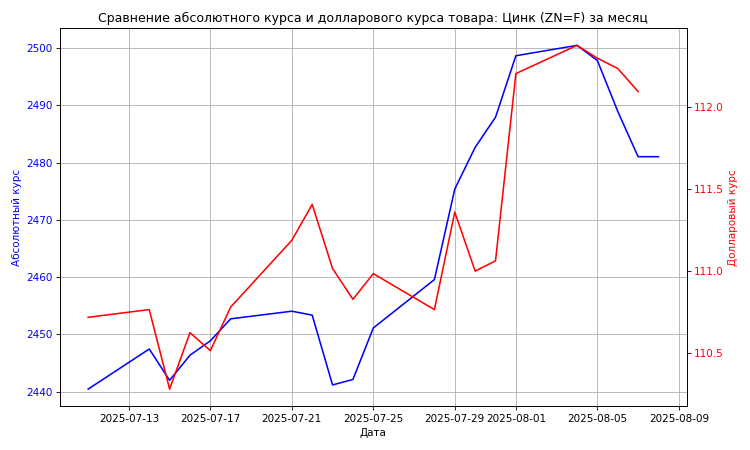 Сравнение абсолютного курса и долларового курса товара: Цинк (ZN=F) за месяц
Абсолютный курс
2500
2490
2480
2470
2460
2450
2440
112.0
111.5
111.0
110.5
Долларовый курс
2025-07-13 2025-07-17 2025-07-21 2025-07-25 2025-07-29 2025-08-01 2025-08-05 2025-08-09
Дата